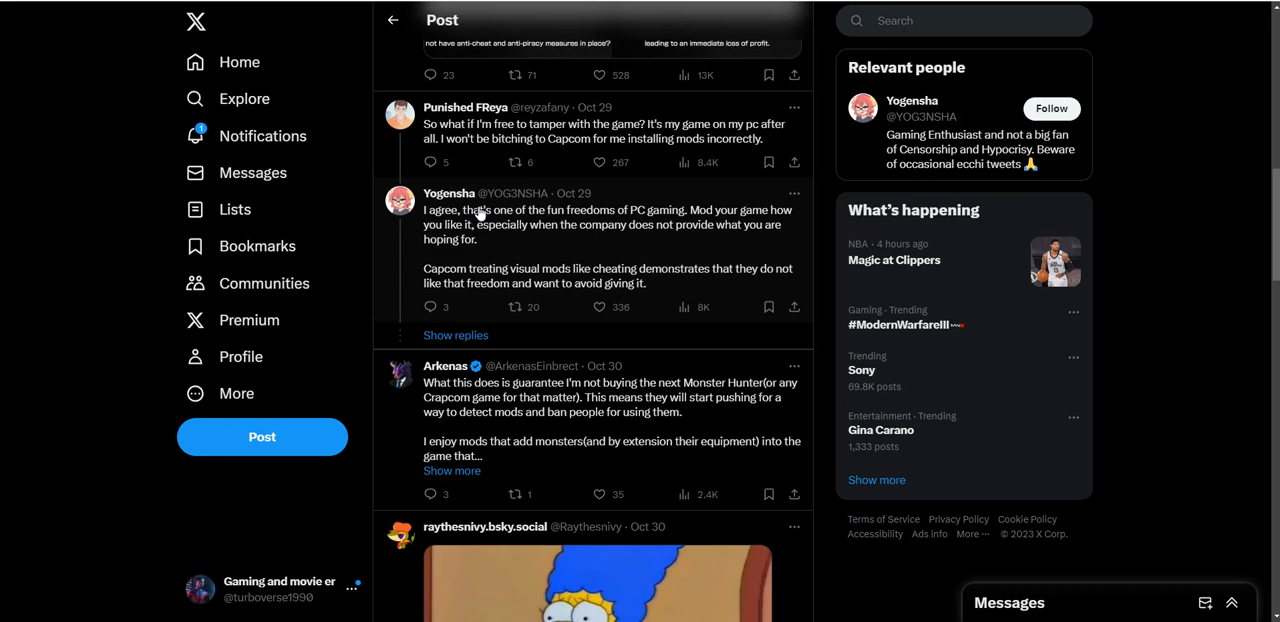 Home
Explore
1
Notifications
Messages
Lists
Bookmarks
Communities
Premium
Profile
More
Post
Gaming and movie er
@turboverse1990
Post
not have anti-cheat and anti-piracy measures in place?
leading to an immediate loss of profit.
23 71 528 13K
Punished FReya @reyzafany · Oct 29
So what if I'm free to tamper with the game? It's my game on my pc after
all. I won't be bitching to Capcom for me installing mods incorrectly.
5 6 267 8.4K
Yogensha @YOG3NSHA · Oct 29
I agree, that's one of the fun freedoms of PC gaming. Mod your game how
you like it, especially when the company does not provide what you are
hoping for.
Capcom treating visual mods like cheating demonstrates that they do not
like that freedom and want to avoid giving it.
3 20 336 8K
Show replies
Arkenas @ArkenasEinbrect · Oct 30
What this does is guarantee I'm not buying the next Monster Hunter(or any
Crapcom game for that matter). This means they will start pushing for a
way to detect mods and ban people for using them.
I enjoy mods that add monsters(and by extension their equipment) into the
game that...
Show more
3 1 35 2.4K
raythesnivy.bsky.social @Raythesnivy · Oct 30
Search
Relevant people
Yogensha
@YOG3NSHA
Follow
Gaming Enthusiast and not a big fan
of Censorship and Hypocrisy. Beware
of occasional ecchi tweets 🙏
What's happening
NBA · 4 hours ago
Magic at Clippers
Gaming · Trending
#ModernWarfareIII
Trending
Sony
69.8K posts
Entertainment · Trending
Gina Carano
1,333 posts
Show more
Terms of Service Privacy Policy Cookie Policy
Accessibility Ads info More ··· © 2023 X Corp.
Messages